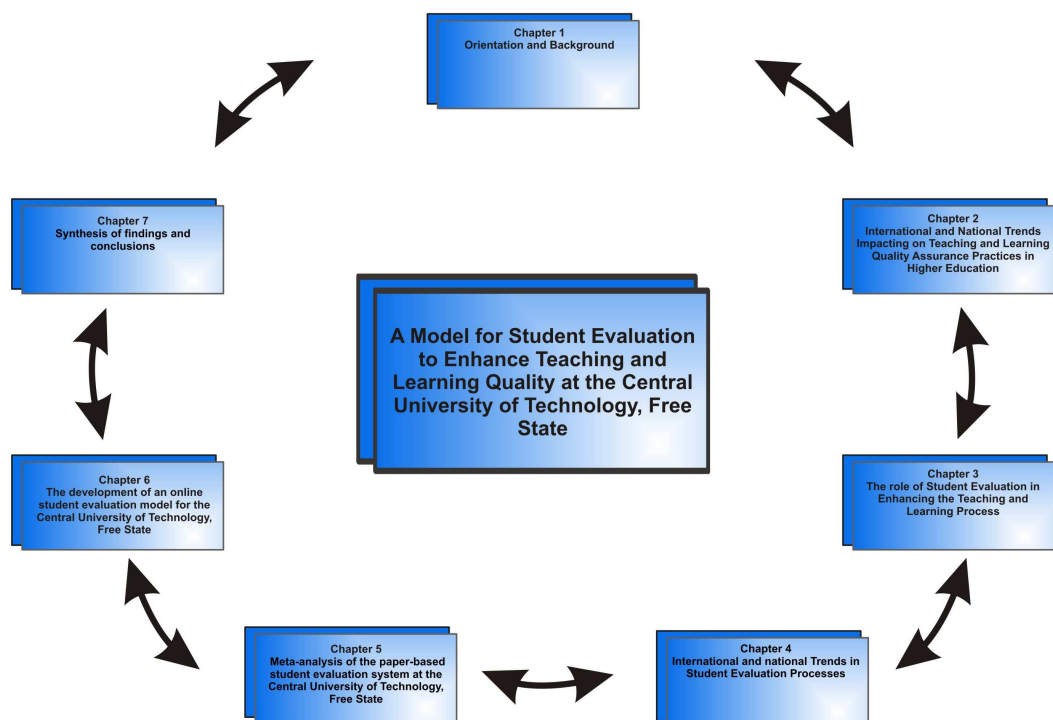 Chapter 1
Orientation and Background
Chapter 2
International and National Trends
Impacting on Teaching and Learning
Quality Assurance Practices in
Higher Education
Chapter 3
The role of Student Evaluation in
Enhancing the Teaching and
Learning Process
Chapter 4
International and national Trends in
Student Evaluation Processes
Chapter 5
Meta-analysis of the paper-based
student evaluation system at the
Central University of Technology,
Free State
Chapter 6
The development of an online
student evaluation model for the
Central University of Technology,
Free State
Chapter 7
Synthesis of findings and
conclusions
A Model for Student Evaluation
to Enhance Teaching and
Learning Quality at the Central
University of Technology, Free
State